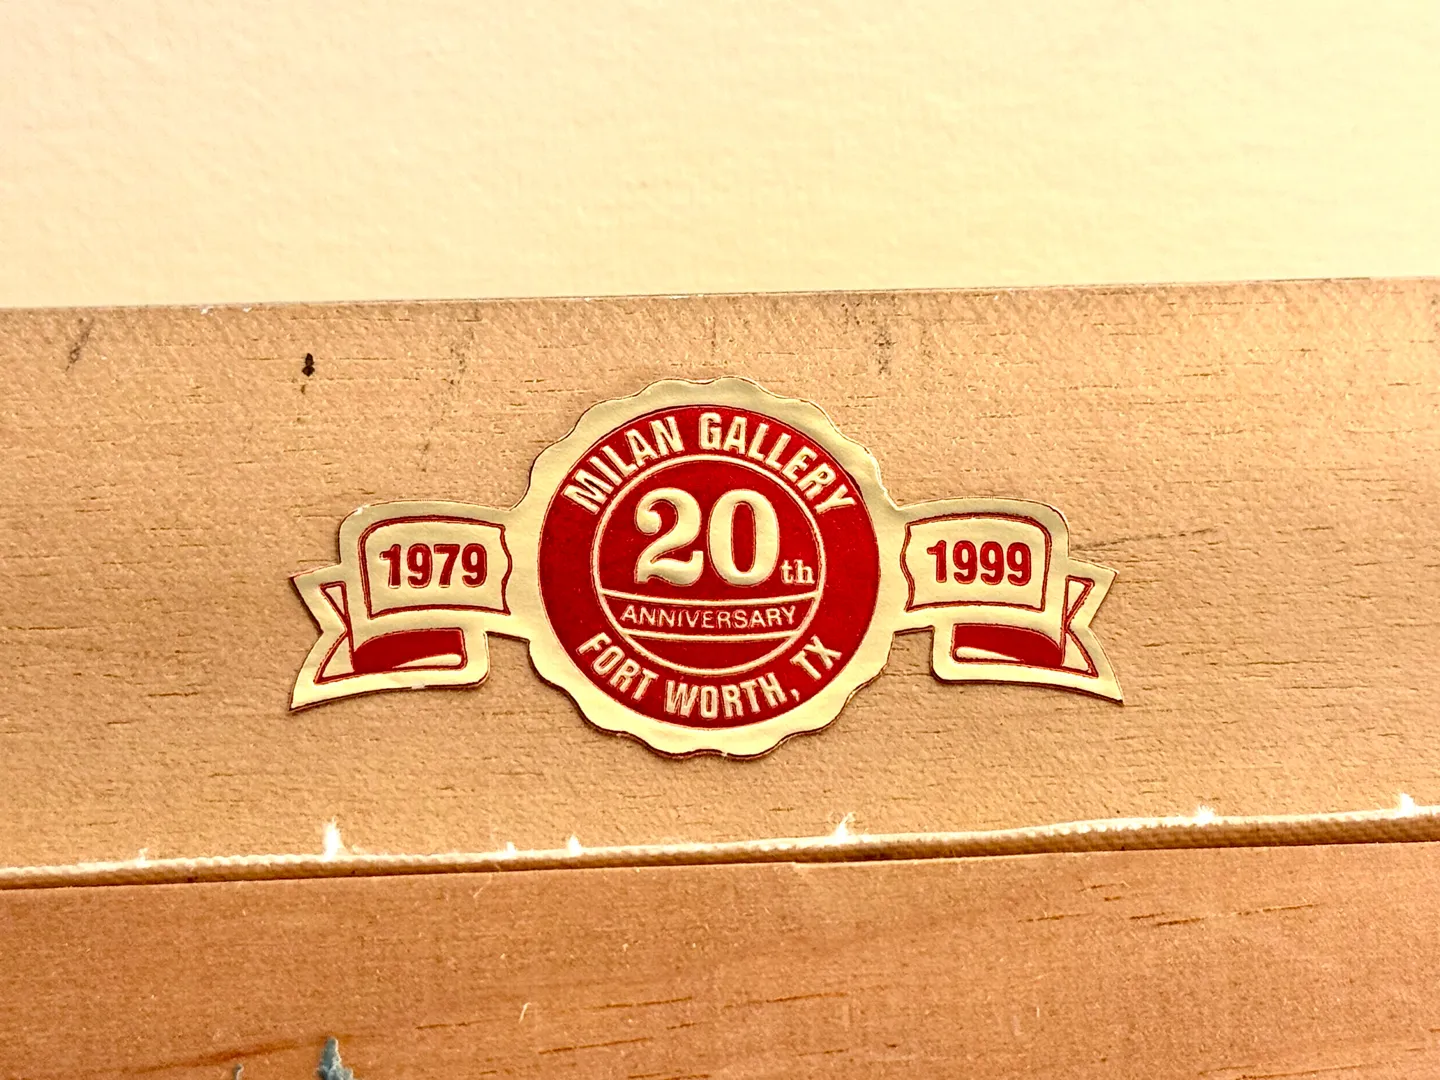 MILAN GALLERY
1979
20th
1999
ANNIVERSARY
FORT WORTH, TX